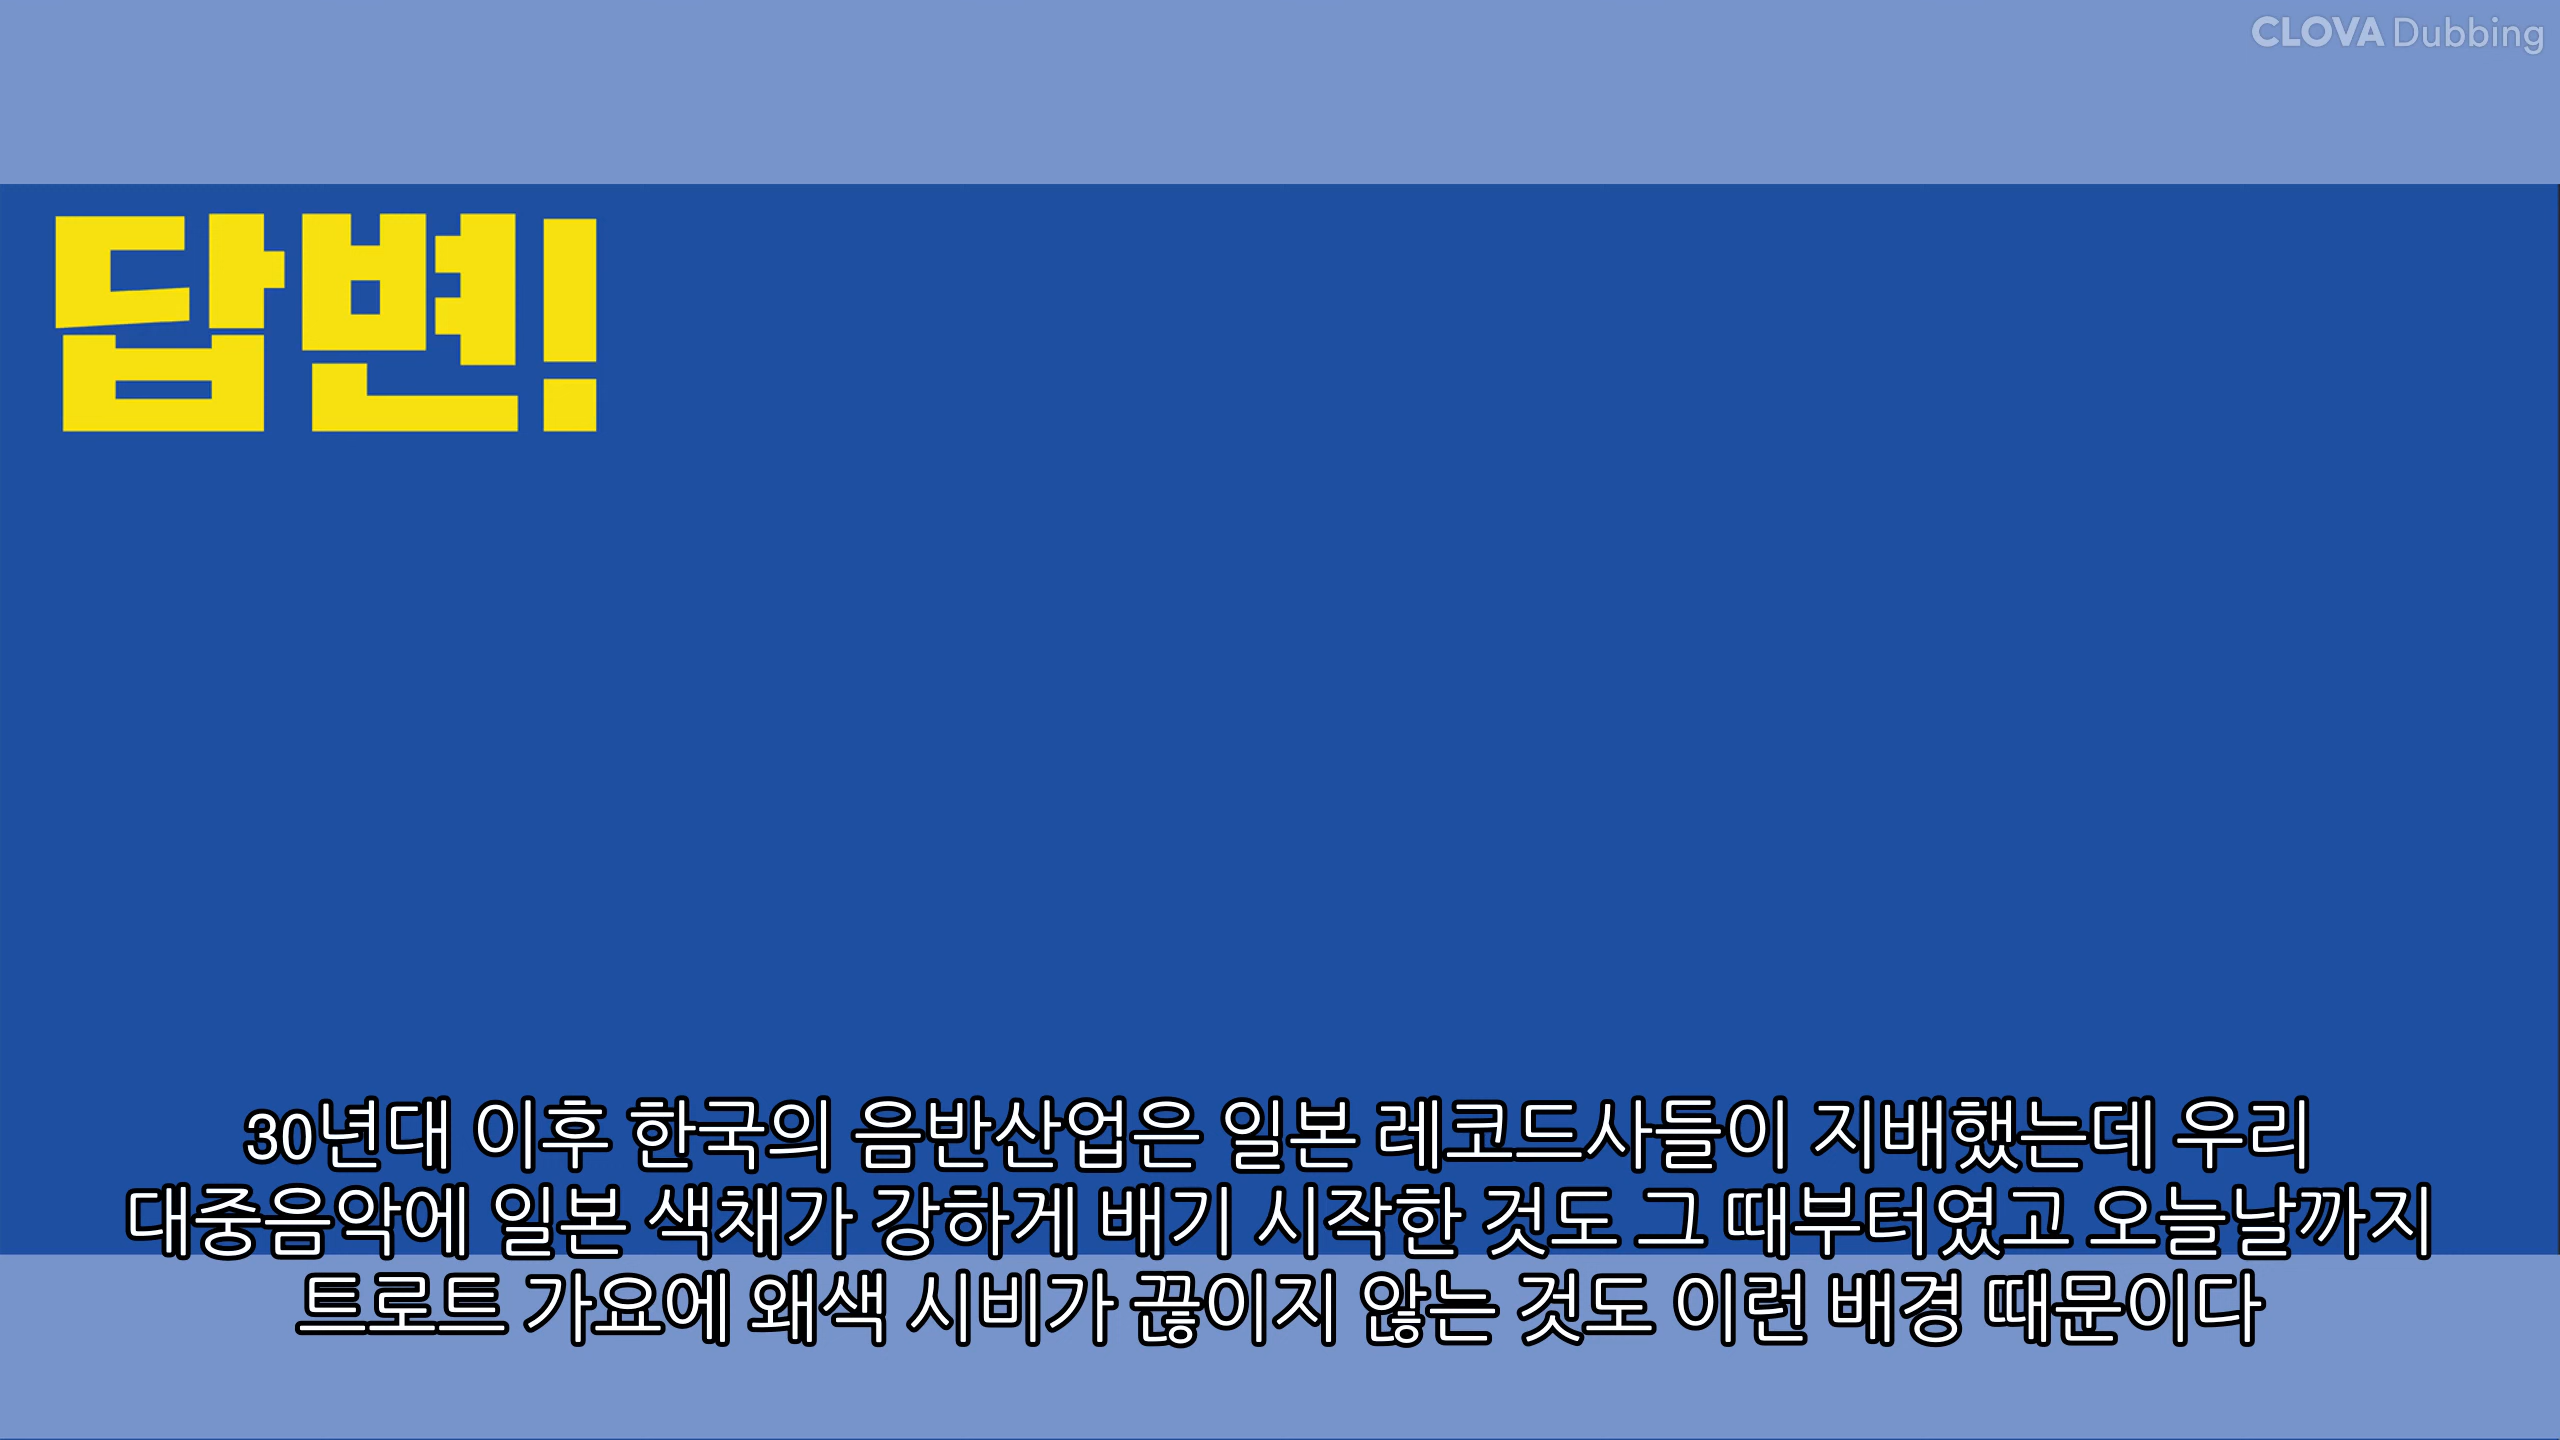 CLOVA Dubbing
답변!
30년대 이후 한국의 음반산업은 일본 레코드사들이 지배했는데 우리
대중음악에 일본 색채가 강하게 배기 시작한 것도 그 때부터였고 오늘날까지
트로트 가요에 왜색 시비가 끊이지 않는 것도 이런 배경 때문이다